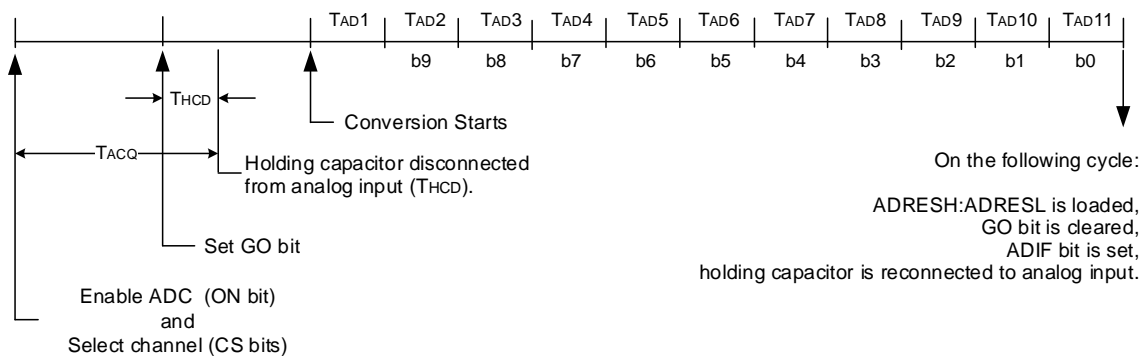 TAD1 TAD2 TAD3 TAD4 TAD5 TAD6 TAD7 TAD8 TAD9 TAD10 TAD11
b9 b8 b7 b6 b5 b4 b3 b2 b1 b0
THCD
Conversion Starts
TACQ
Holding capacitor disconnected
from analog input (THCD).
On the following cycle:
ADRESH:ADRESL is loaded,
GO bit is cleared,
ADIF bit is set,
holding capacitor is reconnected to analog input.
Set GO bit
Enable ADC (ON bit)
and
Select channel (CS bits)